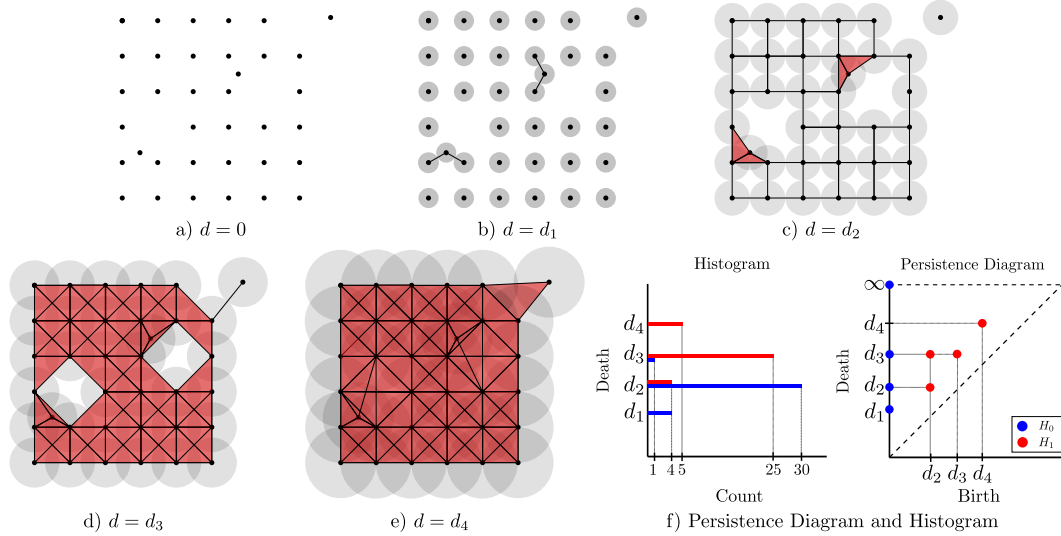 a) d = 0
b) d = d₁
c) d = d₂
d) d = d₃
e) d = d₄
Histogram
d₄
d₃
d₂
d₁
Death
1 4 5 25 30
Count
Persistence Diagram
∞
d₄
d₃
d₂
d₁
Death
H₀
H₁
d₂ d₃ d₄
Birth
f) Persistence Diagram and Histogram